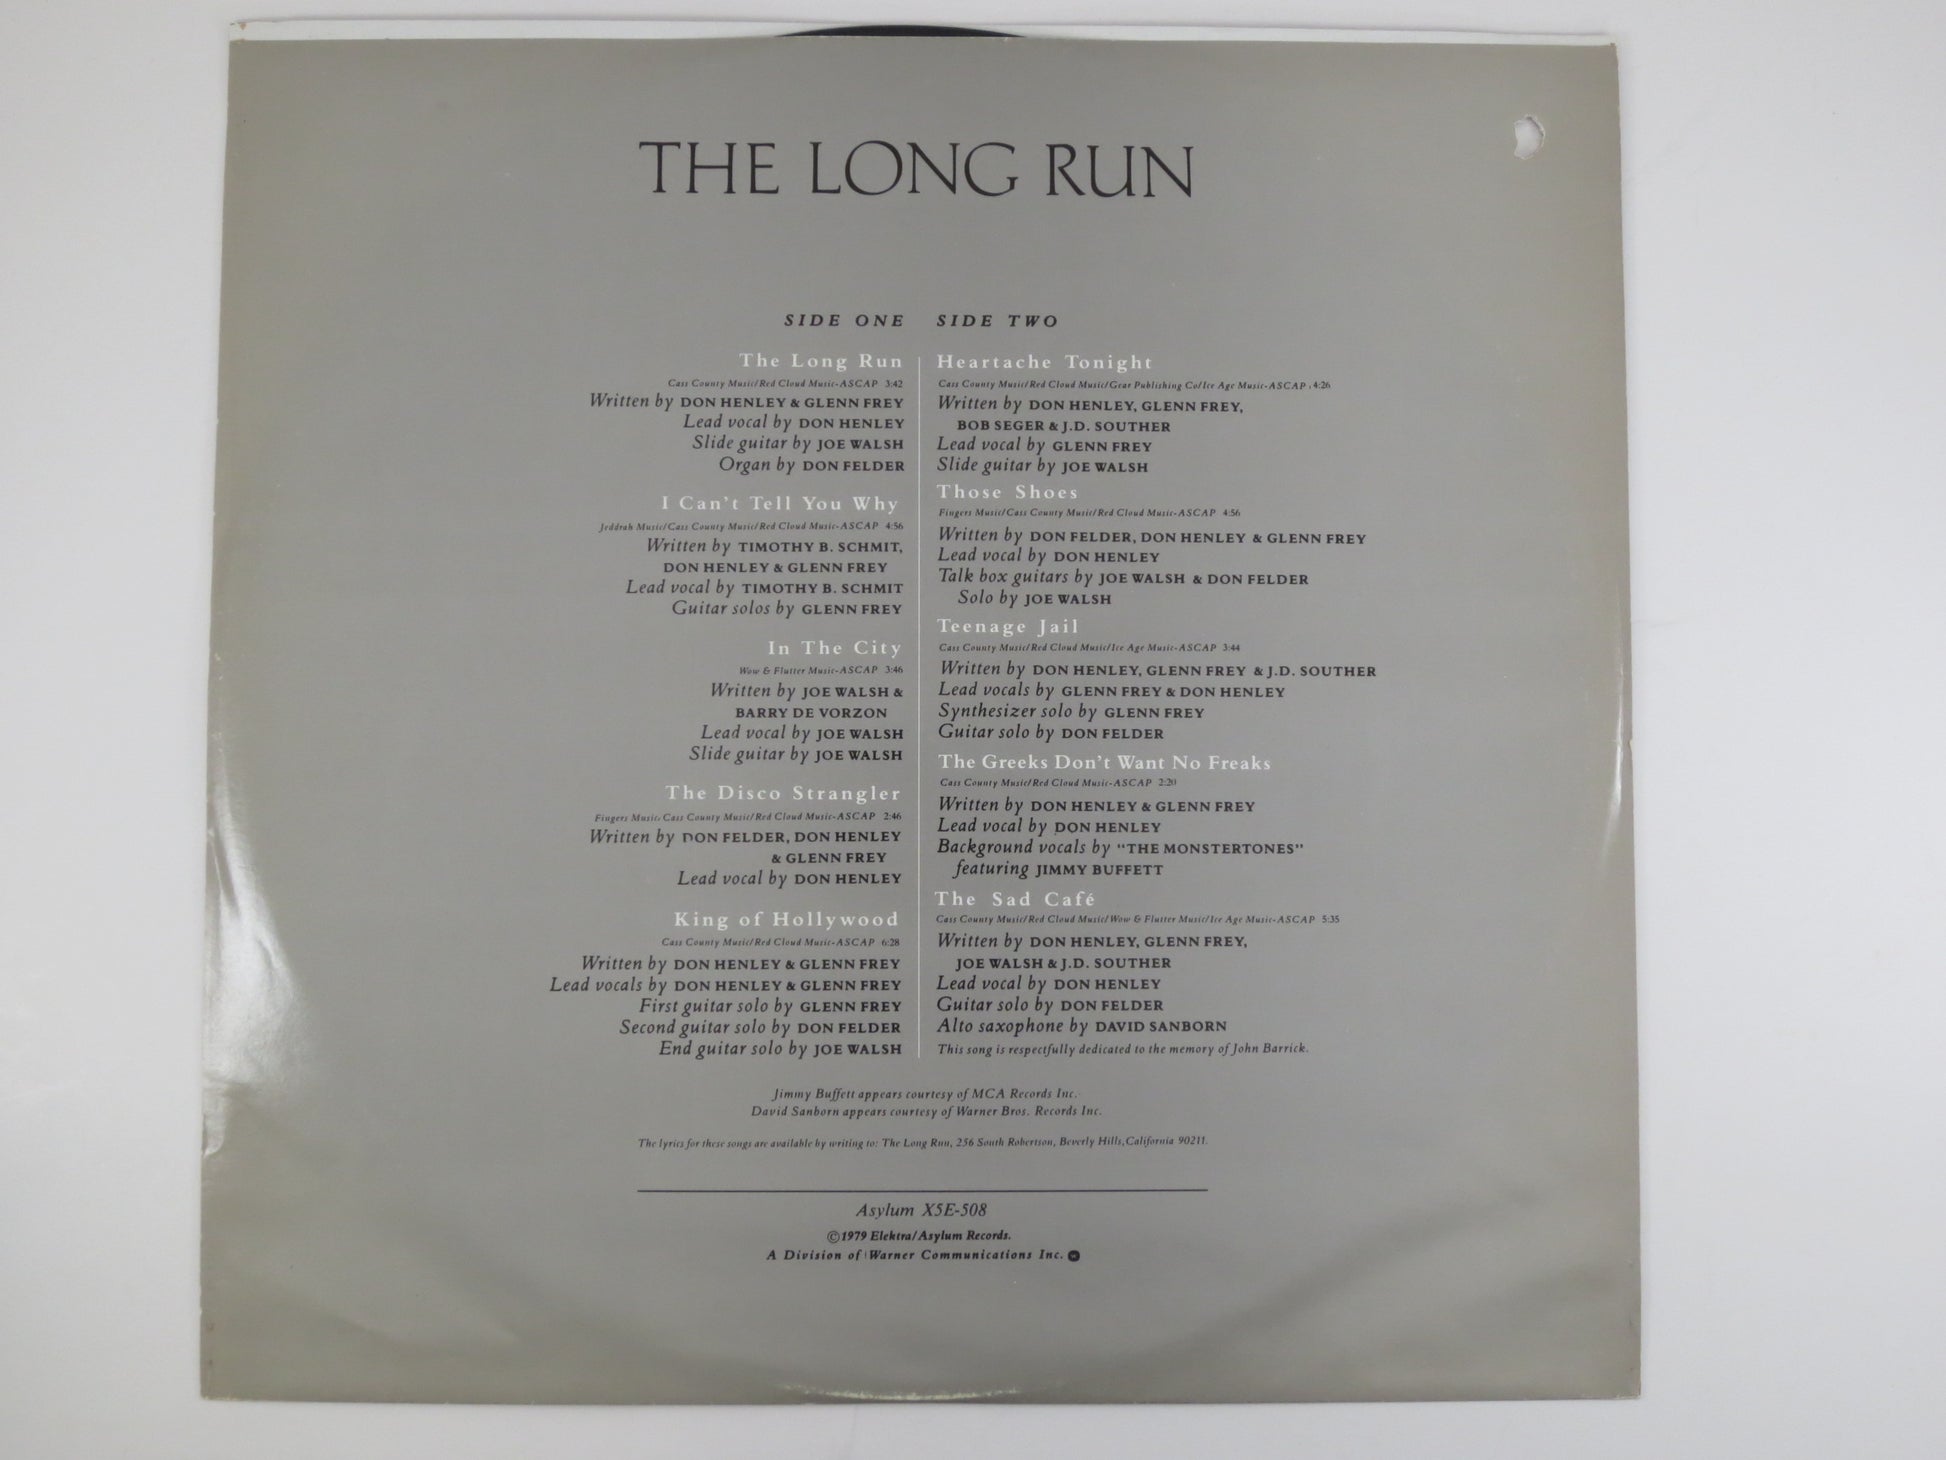 THE LONG RUN
SIDE ONE
The Long Run
Cass County Music/Red Cloud Music-ASCAP 3:42
Written by DON HENLEY & GLENN FREY
Lead vocal by DON HENLEY
Slide guitar by JOE WALSH
Organ by DON FELDER
I Can't Tell You Why
Jeddrah Music/Cass County Music/Red Cloud Music-ASCAP 4:56
Written by TIMOTHY B. SCHMIT,
DON HENLEY & GLENN FREY
Lead vocal by TIMOTHY B. SCHMIT
Guitar solos by GLENN FREY
In The City
Wow & Flutter Music-ASCAP 3:46
Written by JOE WALSH &
BARRY DE VORZON
Lead vocal by JOE WALSH
Slide guitar by JOE WALSH
The Disco Strangler
Fingers Music, Cass County Music/Red Cloud Music-ASCAP 2:46
Written by DON FELDER, DON HENLEY
& GLENN FREY
Lead vocal by DON HENLEY
King of Hollywood
Cass County Music/Red Cloud Music-ASCAP 6:28
Written by DON HENLEY & GLENN FREY
Lead vocals by DON HENLEY & GLENN FREY
First guitar solo by GLENN FREY
Second guitar solo by DON FELDER
End guitar solo by JOE WALSH
SIDE TWO
Heartache Tonight
Cass County Music/Red Cloud Music/Gear Publishing Co/Ice Age Music-ASCAP . 4:26
Written by DON HENLEY, GLENN FREY,
BOB SEGER & J.D. SOUTHER
Lead vocal by GLENN FREY
Slide guitar by JOE WALSH
Those Shoes
Fingers Music/Cass County Music/Red Cloud Music-ASCAP 4:56
Written by DON FELDER, DON HENLEY & GLENN FREY
Lead vocal by DON HENLEY
Talk box guitars by JOE WALSH & DON FELDER
Solo by JOE WALSH
Teenage Jail
Cass County Music/Red Cloud Music/Ice Age Music-ASCAP 3:44
Written by DON HENLEY, GLENN FREY & J.D. SOUTHER
Lead vocals by GLENN FREY & DON HENLEY
Synthesizer solo by GLENN FREY
Guitar solo by DON FELDER
The Greeks Don't Want No Freaks
Cass County Music/Red Cloud Music-ASCAP 2:20
Written by DON HENLEY & GLENN FREY
Lead vocal by DON HENLEY
Background vocals by "THE MONSTERTONES"
featuring JIMMY BUFFETT
The Sad Café
Cass County Music/Red Cloud Music/Wow & Flutter Music/Ice Age Music-ASCAP 5:35
Written by DON HENLEY, GLENN FREY,
JOE WALSH & J.D. SOUTHER
Lead vocal by DON HENLEY
Guitar solo by DON FELDER
Alto saxophone by DAVID SANBORN
This song is respectfully dedicated to the memory of John Barrick.
Jimmy Buffett appears courtesy of MCA Records Inc.
David Sanborn appears courtesy of Warner Bros. Records Inc.
The lyrics for these songs are available by writing to: The Long Run, 256 South Robertson, Beverly Hills, California 90211.
Asylum X5E-508
©1979 Elektra/Asylum Records.
A Division of Warner Communications Inc.